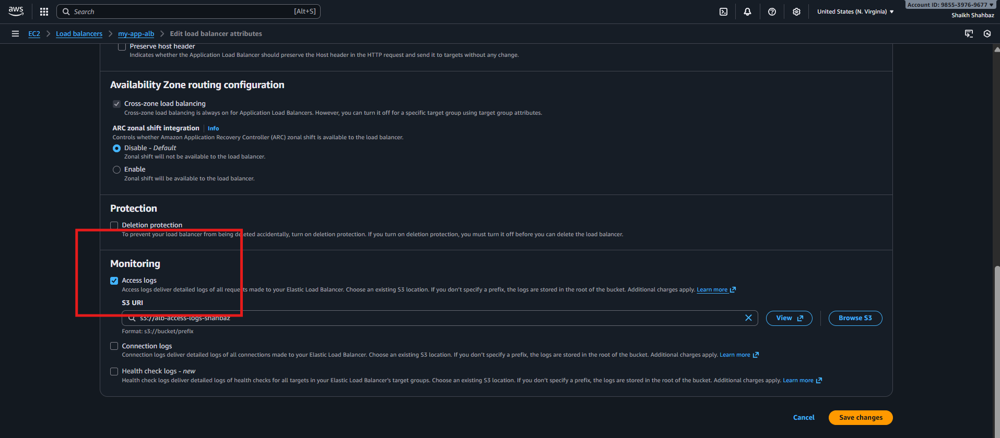 aws
Search [Alt+S]
United States (N. Virginia)
Account ID: 9855-3976-9677
Shaikh Shahbaz
EC2 > Load balancers > my-app-alb > Edit load balancer attributes
Preserve host header
Indicates whether the Application Load Balancer should preserve the Host header in the HTTP request and send it to targets without any change.
Availability Zone routing configuration
Cross-zone load balancing
Cross-zone load balancing is always on for Application Load Balancers. However, you can turn it off for a specific target group using target group attributes.
ARC zonal shift integration Info
Controls whether Amazon Application Recovery Controller (ARC) zonal shift is available to the load balancer.
Disable - Default
Zonal shift will not be available to the load balancer.
Enable
Zonal shift will be available to the load balancer.
Protection
Deletion protection
To prevent your load balancer from being deleted accidentally, turn on deletion protection. If you turn on deletion protection, you must turn it off before you can delete the load balancer.
Monitoring
Access logs
Access logs deliver detailed logs of all requests made to your Elastic Load Balancer. Choose an existing S3 location. If you don't specify a prefix, the logs are stored in the root of the bucket. Additional charges apply. Learn more
S3 URI
s3://alb-access-logs-shahbaz View Browse S3
Format: s3://bucket/prefix
Connection logs
Connection logs deliver detailed logs of all connections made to your Elastic Load Balancer. Choose an existing S3 location. If you don't specify a prefix, the logs are stored in the root of the bucket. Additional charges apply. Learn more
Health check logs - new
Health check logs deliver detailed logs of health checks for all targets in your Elastic Load Balancer's target groups. Choose an existing S3 location. If you don't specify a prefix, the logs are stored in the root of the bucket. Additional charges apply. Learn more
Cancel Save changes